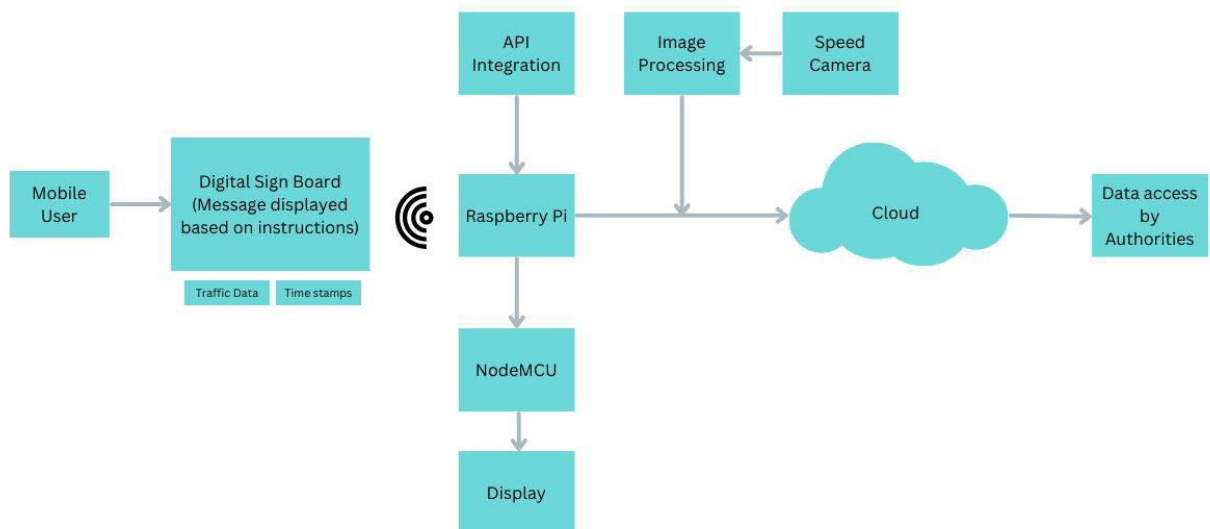 API
Integration
Image
Processing
Speed
Camera
Mobile
User
Digital Sign Board
(Message displayed
based on instructions)
Traffic Data
Time stamps
Raspberry Pi
Cloud
Data access
by
Authorities
NodeMCU
Display